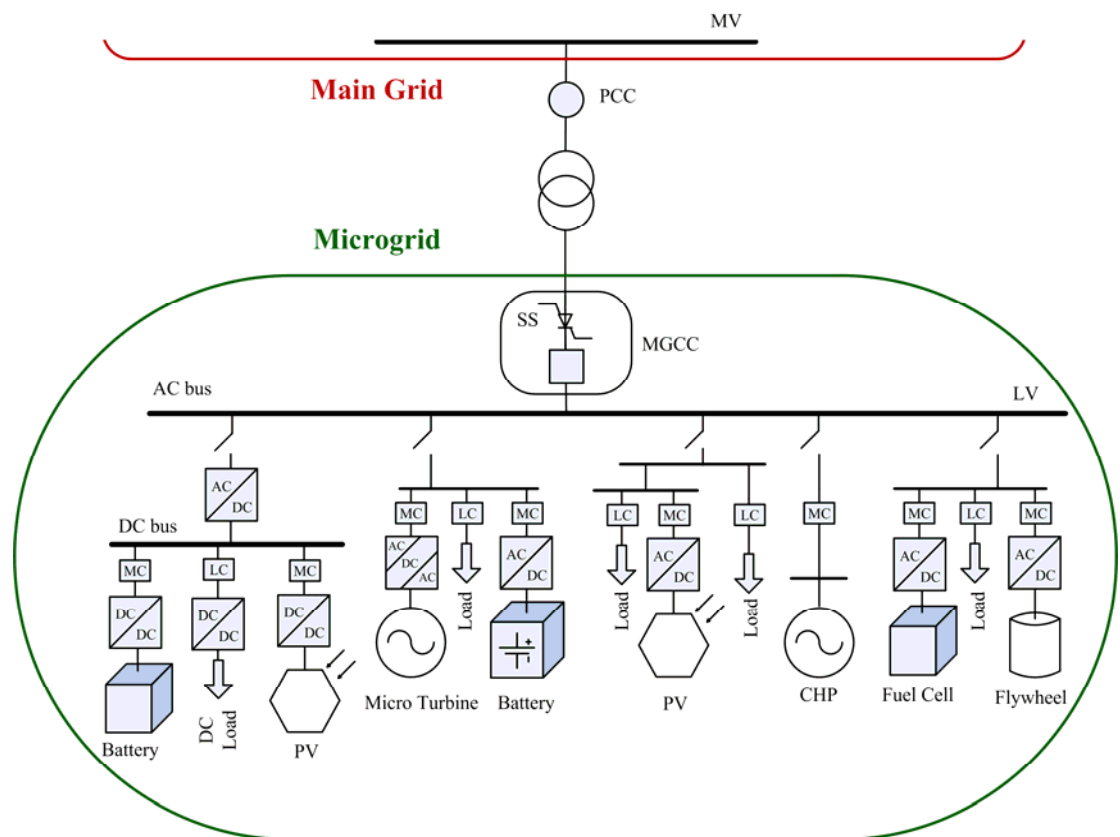 MV
Main Grid
PCC
Microgrid
SS
MGCC
AC bus
LV
AC
DC
DC bus
MC
LC
MC
DC
DC
DC
DC
DC
DC
Battery
DC
Load
PV
MC
LC
MC
AC
DC
AC
Load
AC
DC
Micro Turbine
Battery
LC
MC
LC
AC
DC
Load
Load
PV
MC
CHP
MC
LC
MC
AC
DC
Load
AC
DC
Fuel Cell
Flywheel